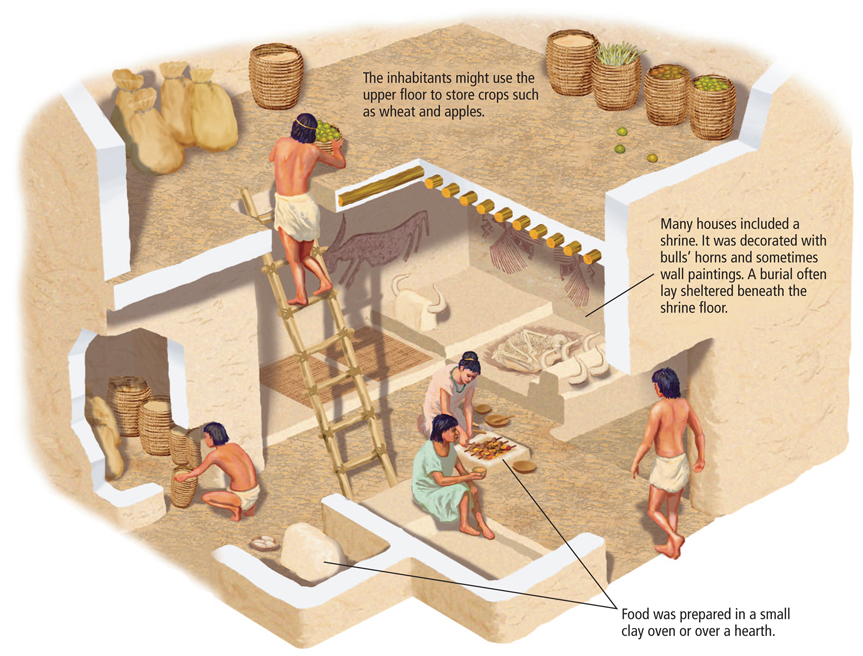 The inhabitants might use the
upper floor to store crops such
as wheat and apples.
Many houses included a
shrine. It was decorated with
bulls’ horns and sometimes
wall paintings. A burial often
lay sheltered beneath the
shrine floor.
Food was prepared in a small
clay oven or over a hearth.